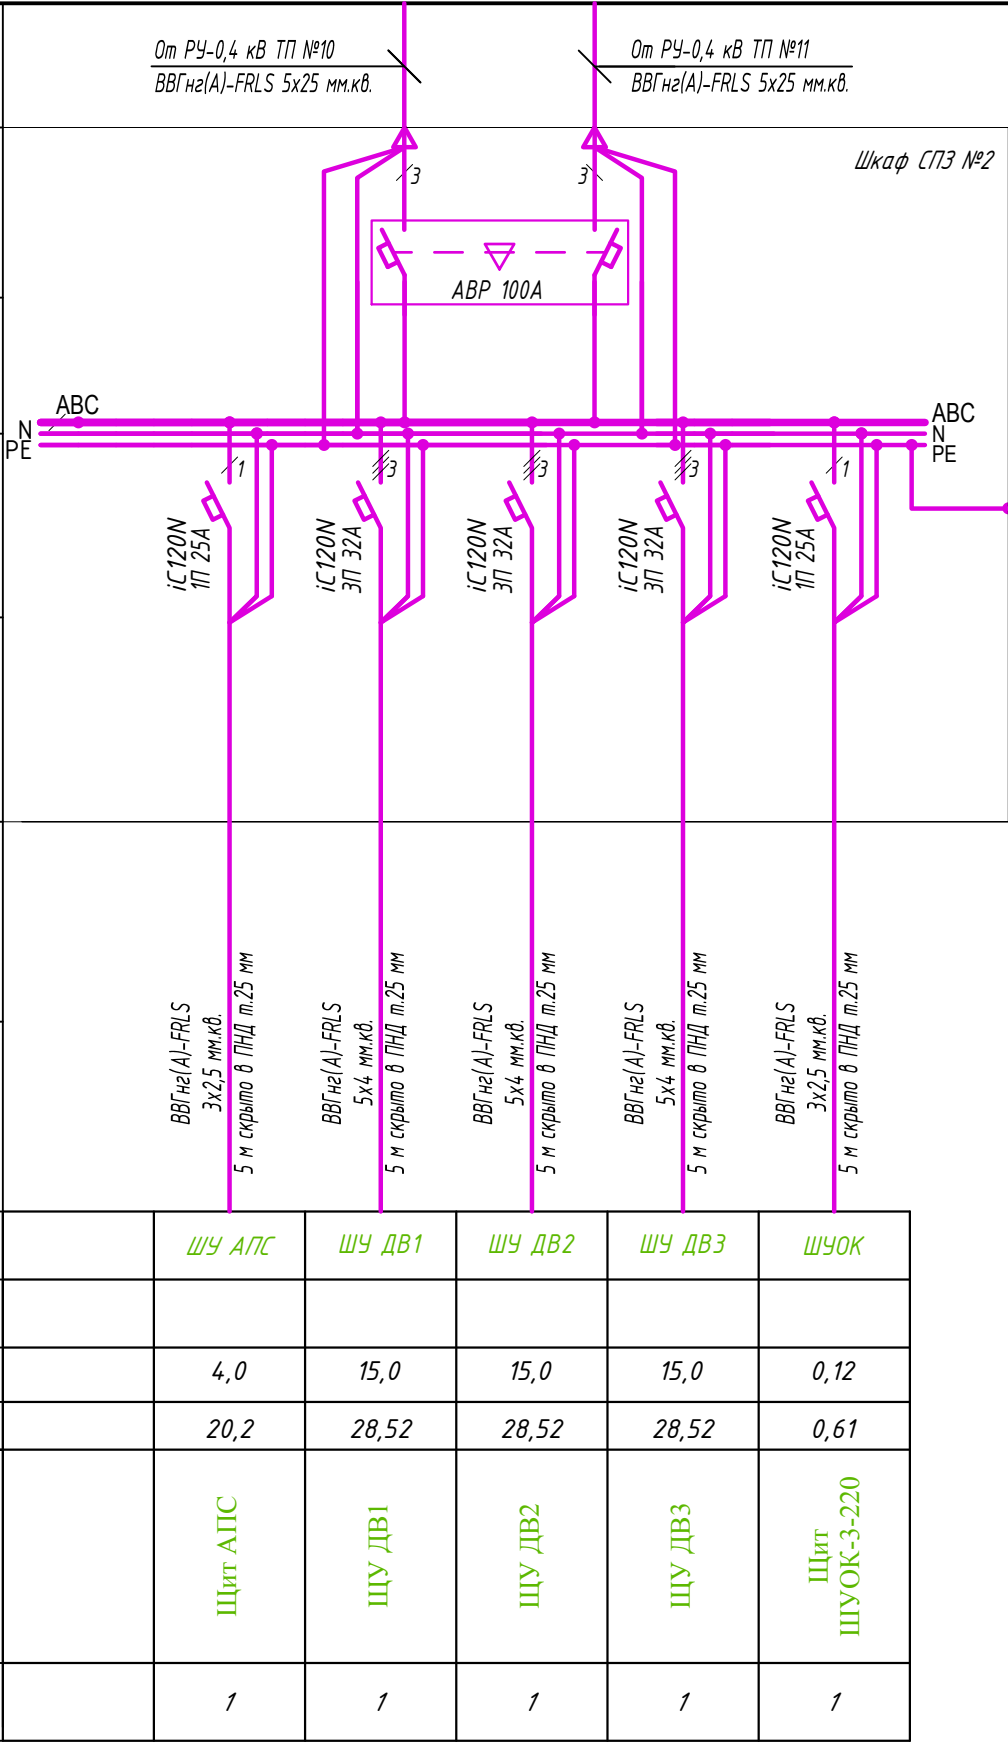 От РУ-0,4 кВ ТП №10
ВВГнг(А)-FRLS 5х25 мм.кв.
От РУ-0,4 кВ ТП №11
ВВГнг(А)-FRLS 5х25 мм.кв.
Шкаф СПЗ №2
3
3
АВР 100А
ABC
N
PE
ABC
N
PE
1
3
3
3
1
iC120N
1П 25А
iC120N
3П 32А
iC120N
3П 32А
iC120N
3П 32А
iC120N
1П 25А
ВВГнг(А)-FRLS
3х2,5 мм.кв.
5 м скрыто в ПНД т.25 мм
ВВГнг(А)-FRLS
5х4 мм.кв.
5 м скрыто в ПНД т.25 мм
ВВГнг(А)-FRLS
5х4 мм.кв.
5 м скрыто в ПНД т.25 мм
ВВГнг(А)-FRLS
5х4 мм.кв.
5 м скрыто в ПНД т.25 мм
ВВГнг(А)-FRLS
3х2,5 мм.кв.
5 м скрыто в ПНД т.25 мм
ШУ АПС ШУ ДВ1 ШУ ДВ2 ШУ ДВ3 ШУОК
4,0 15,0 15,0 15,0 0,12
20,2 28,52 28,52 28,52 0,61
Щит АПС
ЩУ ДВ1
ЩУ ДВ2
ЩУ ДВ3
Щит
ШУОК-3-220
1 1 1 1 1